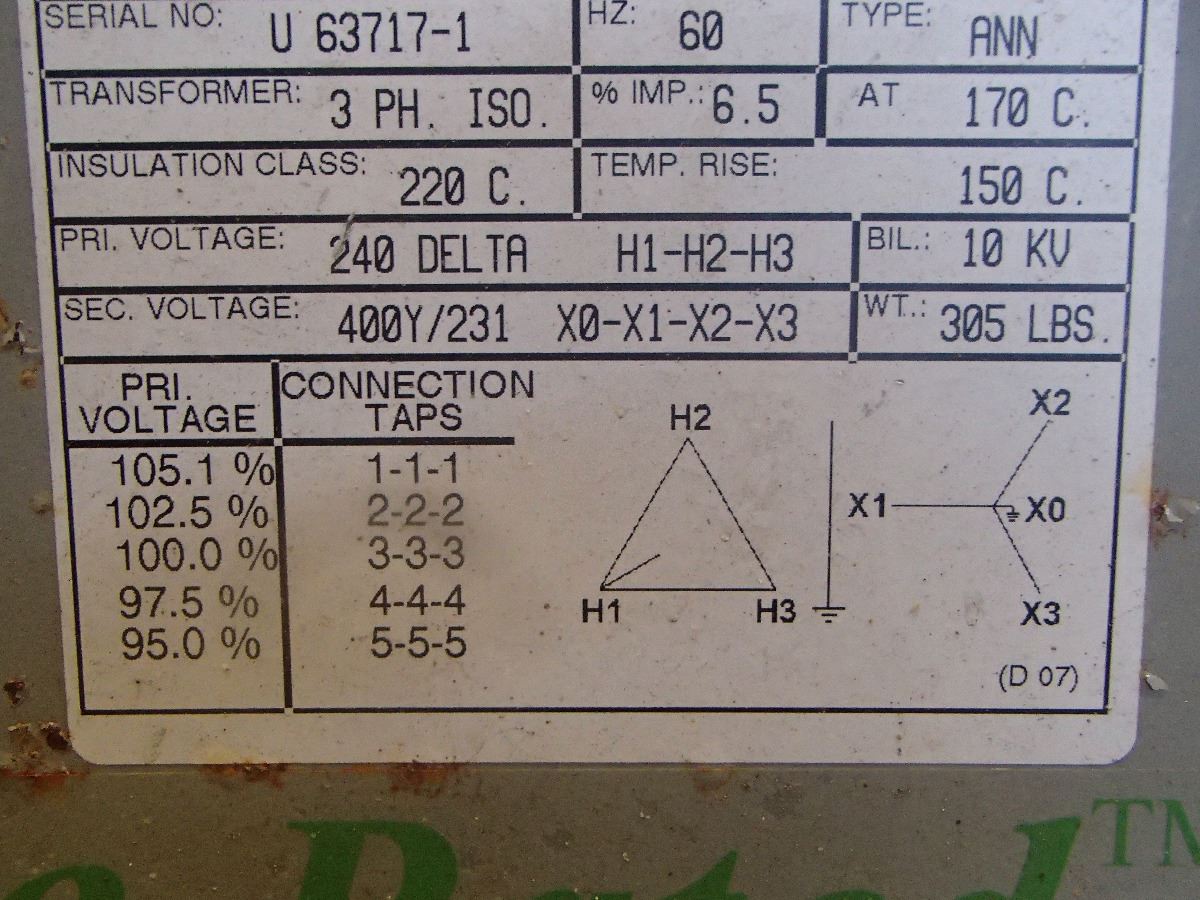 SERIAL NO: U 63717-1 HZ: 60 TYPE: ANN
TRANSFORMER: 3 PH. ISO. % IMP.: 6.5 AT 170 C.
INSULATION CLASS: 220 C. TEMP. RISE: 150 C.
PRI. VOLTAGE: 240 DELTA H1-H2-H3 BIL.: 10 KV
SEC. VOLTAGE: 400Y/231 X0-X1-X2-X3 WT.: 305 LBS.
PRI. CONNECTION
VOLTAGE TAPS
105.1 % 1-1-1
102.5 % 2-2-2
100.0 % 3-3-3
97.5 % 4-4-4
95.0 % 5-5-5
H2
H1 H3
X2
X1 X0
X3
(D 07)
Rated™